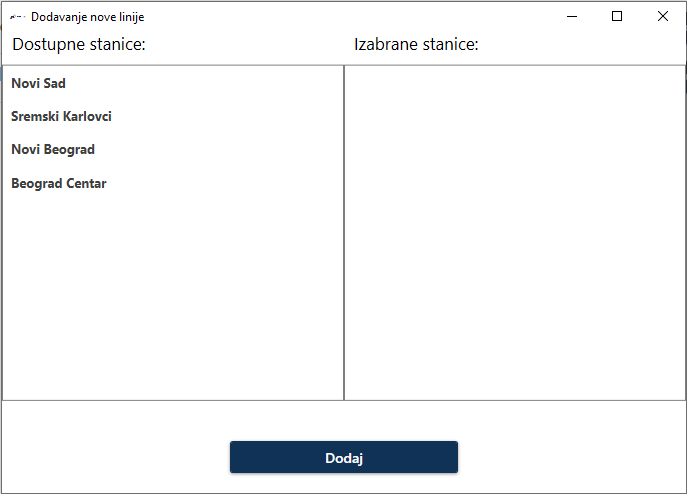 Dodavanje nove linije
Dostupne stanice:
Izabrane stanice:
Novi Sad
Sremski Karlovci
Novi Beograd
Beograd Centar
Dodaj